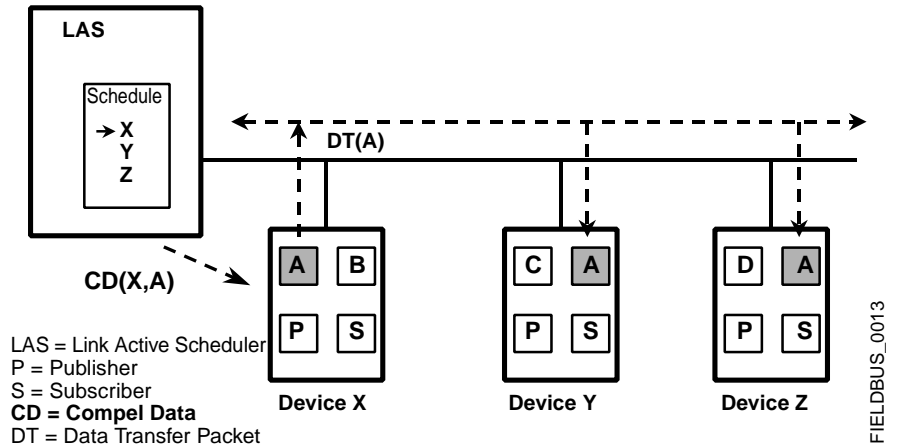 LAS
Schedule
X
Y
Z
DT(A)
CD(X,A)
A B
P S
Device X
C A
P S
Device Y
D A
P S
Device Z
LAS = Link Active Scheduler
P = Publisher
S = Subscriber
CD = Compel Data
DT = Data Transfer Packet
FIELDBUS_0013